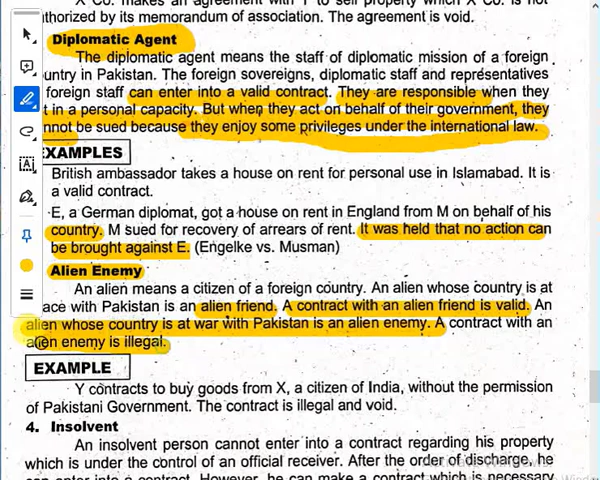 X Co. makes an agreement with Y to sell property which X Co. is not
uthorized by its memorandum of association. The agreement is void.
Diplomatic Agent
The diplomatic agent means the staff of diplomatic mission of a foreign
untry in Pakistan. The foreign sovereigns, diplomatic staff and representatives
foreign staff can enter into a valid contract. They are responsible when they
t in a personal capacity. But when they act on behalf of their government, they
nnot be sued because they enjoy some privileges under the international law.
XAMPLES
British ambassador takes a house on rent for personal use in Islamabad. It is
a valid contract.
E, a German diplomat, got a house on rent in England from M on behalf of his
country. M sued for recovery of arrears of rent. It was held that no action can
be brought against E. (Engelke vs. Musman)
Alien Enemy
An alien means a citizen of a foreign country. An alien whose country is at
ace with Pakistan is an alien friend. A contract with an alien friend is valid. An
alien whose country is at war with Pakistan is an alien enemy. A contract with an
alien enemy is illegal.
EXAMPLE
Y contracts to buy goods from X, a citizen of India, without the permission
of Pakistani Government. The contract is illegal and void.
4. Insolvent
An insolvent person cannot enter into a contract regarding his property
which is under the control of an official receiver. After the order of discharge, he
can enter into a contract. However, he can make a contract which is necessary